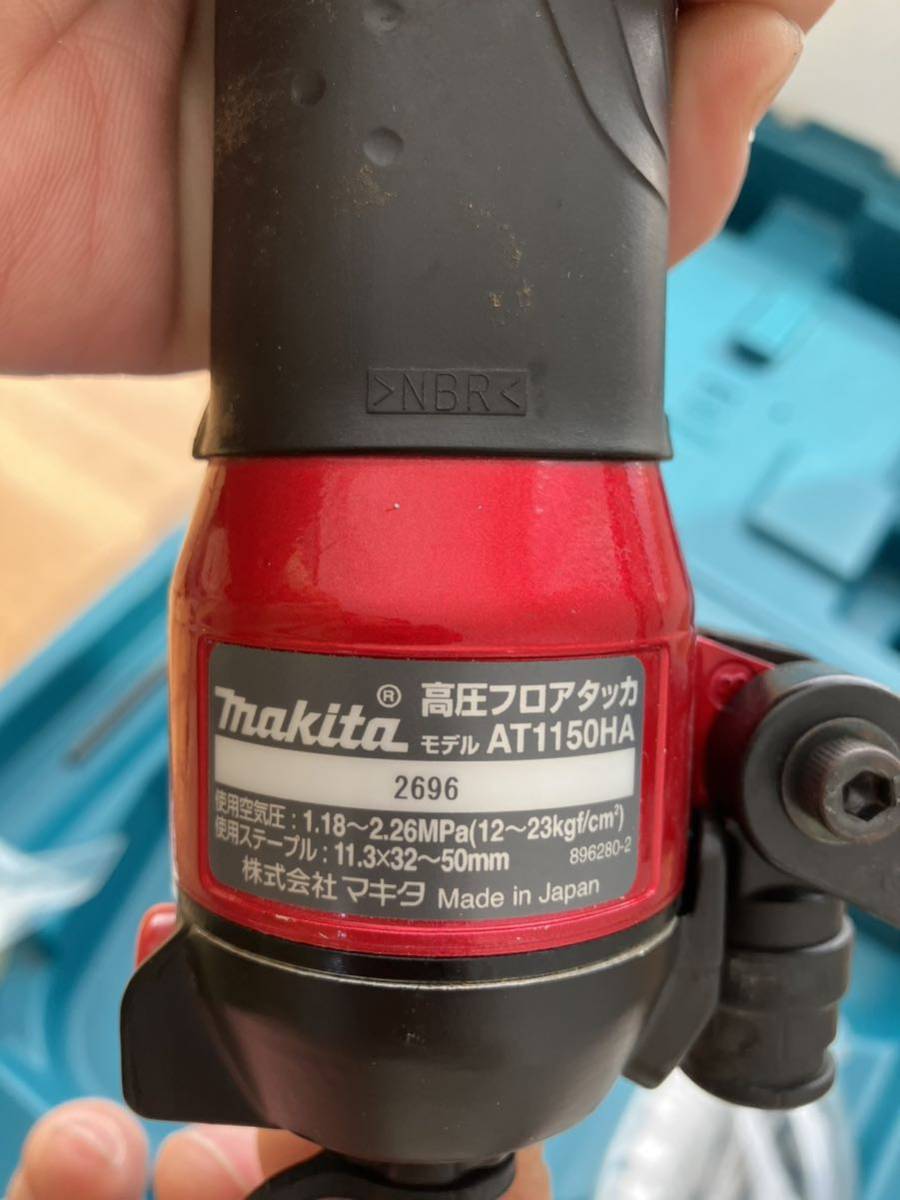 >NBR<
makita® 高圧フロアタッカ
モデル AT1150HA
2696
使用空気圧：1.18～2.26MPa(12～23kgf/cm²)
使用ステープル：11.3×32～50mm 896280-2
株式会社マキタ Made in Japan